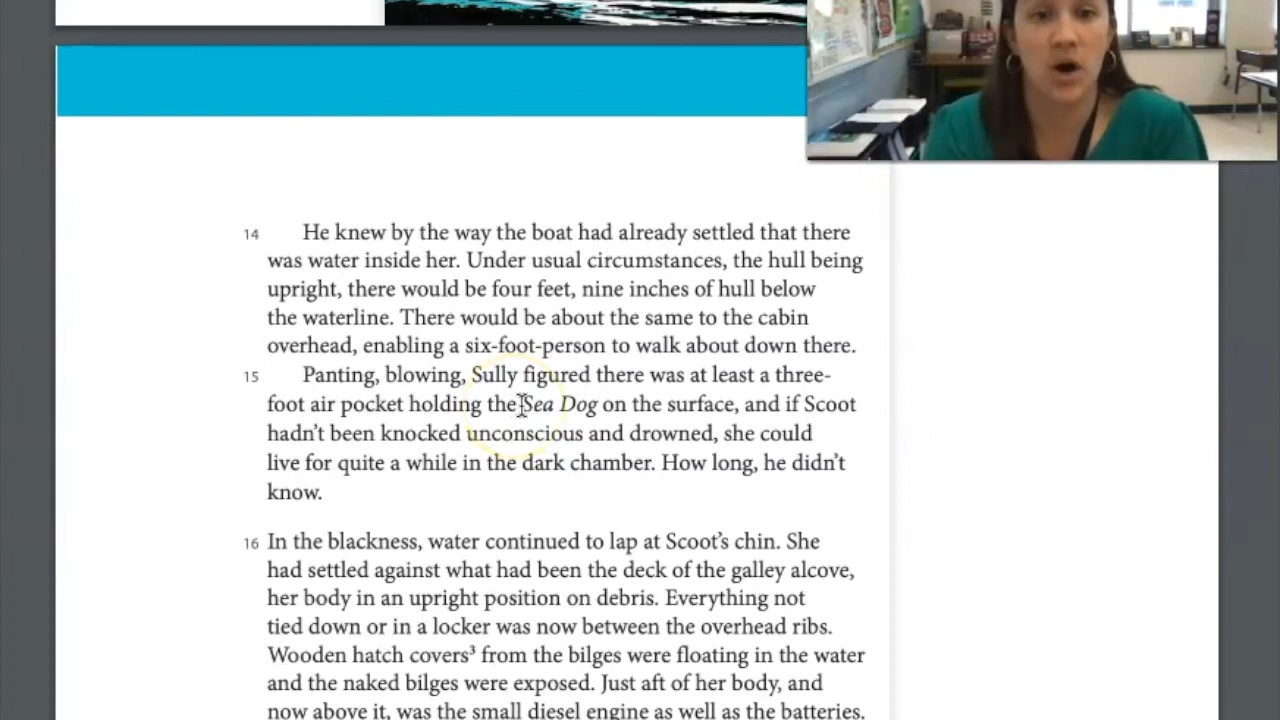 14 He knew by the way the boat had already settled that there
was water inside her. Under usual circumstances, the hull being
upright, there would be four feet, nine inches of hull below
the waterline. There would be about the same to the cabin
overhead, enabling a six-foot-person to walk about down there.
15 Panting, blowing, Sully figured there was at least a three-
foot air pocket holding the Sea Dog on the surface, and if Scoot
hadn’t been knocked unconscious and drowned, she could
live for quite a while in the dark chamber. How long, he didn’t
know.
16 In the blackness, water continued to lap at Scoot’s chin. She
had settled against what had been the deck of the galley alcove,
her body in an upright position on debris. Everything not
tied down or in a locker was now between the overhead ribs.
Wooden hatch covers³ from the bilges were floating in the water
and the naked bilges were exposed. Just aft of her body, and
now above it, was the small diesel engine as well as the batteries.